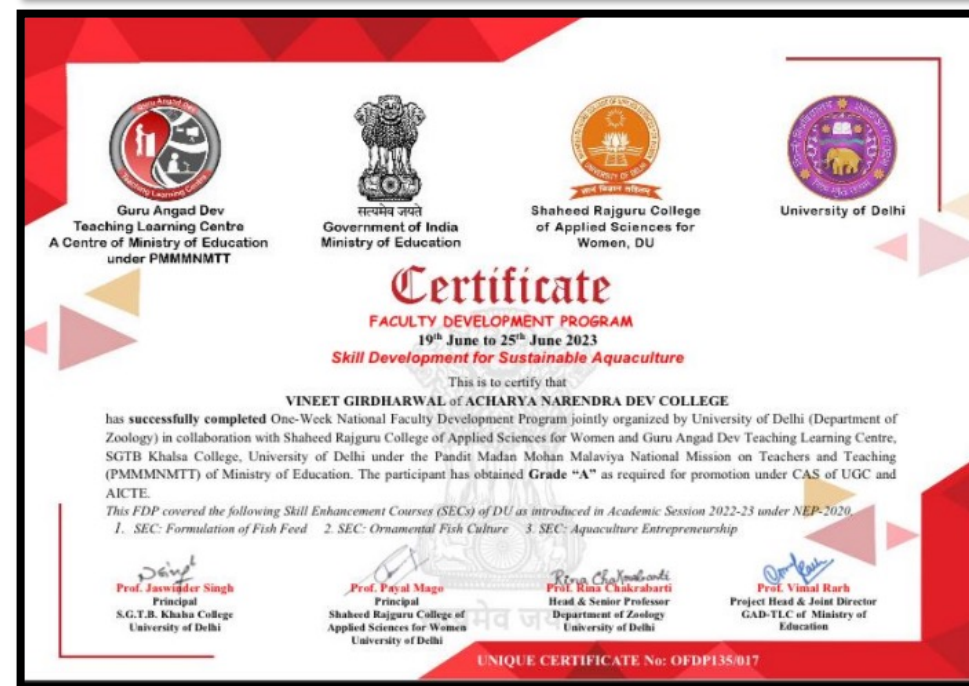 Guru Angad Dev
Teaching Learning Centre
Guru Angad Dev
Teaching Learning Centre
A Centre of Ministry of Education
under PMMMNMTT
सत्यमेव जयते
Government of India
Ministry of Education
Shaheed Rajguru College
of Applied Sciences for
Women, DU
University of Delhi
Certificate
FACULTY DEVELOPMENT PROGRAM
19th June to 25th June 2023
Skill Development for Sustainable Aquaculture
This is to certify that
VINEET GIRDHARWAL of ACHARYA NARENDRA DEV COLLEGE
has successfully completed One-Week National Faculty Development Program jointly organized by University of Delhi (Department of
Zoology) in collaboration with Shaheed Rajguru College of Applied Sciences for Women and Guru Angad Dev Teaching Learning Centre,
SGTB Khalsa College, University of Delhi under the Pandit Madan Mohan Malaviya National Mission on Teachers and Teaching
(PMMMNMTT) of Ministry of Education. The participant has obtained Grade “A” as required for promotion under CAS of UGC and
AICTE.
This FDP covered the following Skill Enhancement Courses (SECs) of DU as introduced in Academic Session 2022-23 under NEP-2020.
1. SEC: Formulation of Fish Feed 2. SEC: Ornamental Fish Culture 3. SEC: Aquaculture Entrepreneurship
Prof. Jaswinder Singh
Principal
S.G.T.B. Khalsa College
University of Delhi
Prof. Payal Mago
Principal
Shaheed Rajguru College of
Applied Sciences for Women
University of Delhi
Rina Chakrabarti
Prof. Rina Chakrabarti
Head & Senior Professor
Department of Zoology
University of Delhi
Prof. Vimal Rarh
Project Head & Joint Director
GAD-TLC of Ministry of
Education
UNIQUE CERTIFICATE No: OFDP135/017